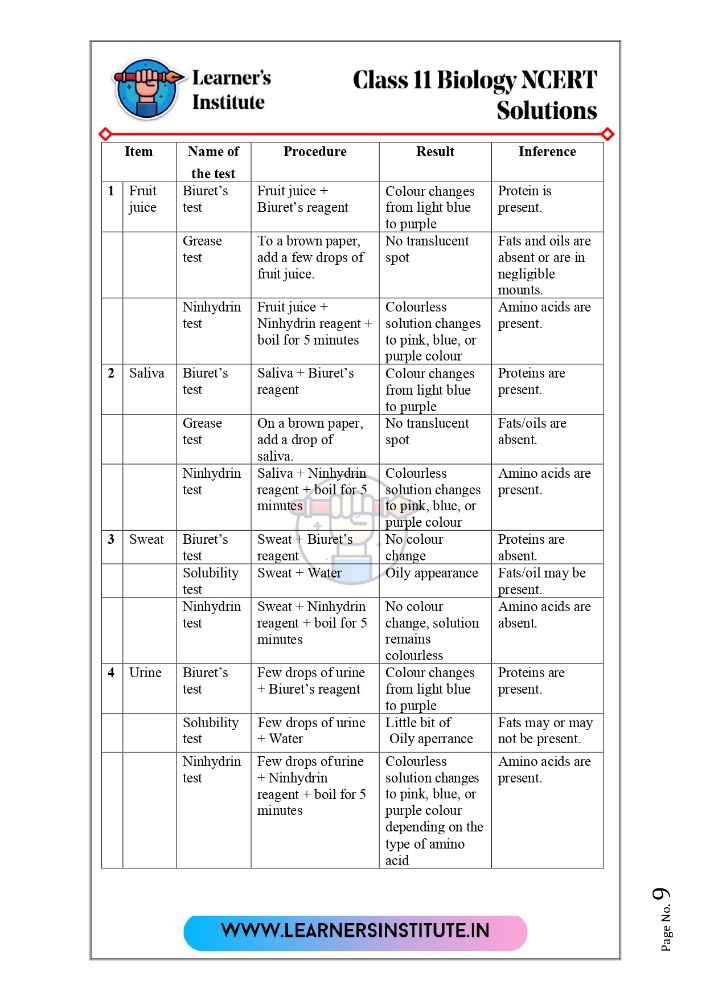 Learner's
Institute
Class 11 Biology NCERT
Solutions
Item Name of the test Procedure Result Inference
1 Fruit juice Biuret's test Fruit juice + Biuret's reagent Colour changes from light blue to purple Protein is present.
Grease test To a brown paper, add a few drops of fruit juice. No translucent spot Fats and oils are absent or are in negligible mounts.
Ninhydrin test Fruit juice + Ninhydrin reagent + boil for 5 minutes Colourless solution changes to pink, blue, or purple colour Amino acids are present.
2 Saliva Biuret's test Saliva + Biuret's reagent Colour changes from light blue to purple Proteins are present.
Grease test On a brown paper, add a drop of saliva. No translucent spot Fats/oils are absent.
Ninhydrin test Saliva + Ninhydrin reagent + boil for 5 minutes Colourless solution changes to pink, blue, or purple colour Amino acids are present.
3 Sweat Biuret's test Sweat + Biuret's reagent No colour change Proteins are absent.
Solubility test Sweat + Water Oily appearance Fats/oil may be present.
Ninhydrin test Sweat + Ninhydrin reagent + boil for 5 minutes No colour change, solution remains colourless Amino acids are absent.
4 Urine Biuret's test Few drops of urine + Biuret's reagent Colour changes from light blue to purple Proteins are present.
Solubility test Few drops of urine + Water Little bit of Oily aperrance Fats may or may not be present.
Ninhydrin test Few drops of urine + Ninhydrin reagent + boil for 5 minutes Colourless solution changes to pink, blue, or purple colour depending on the type of amino acid Amino acids are present.
WWW.LEARNERSINSTITUTE.IN
Page No. 9